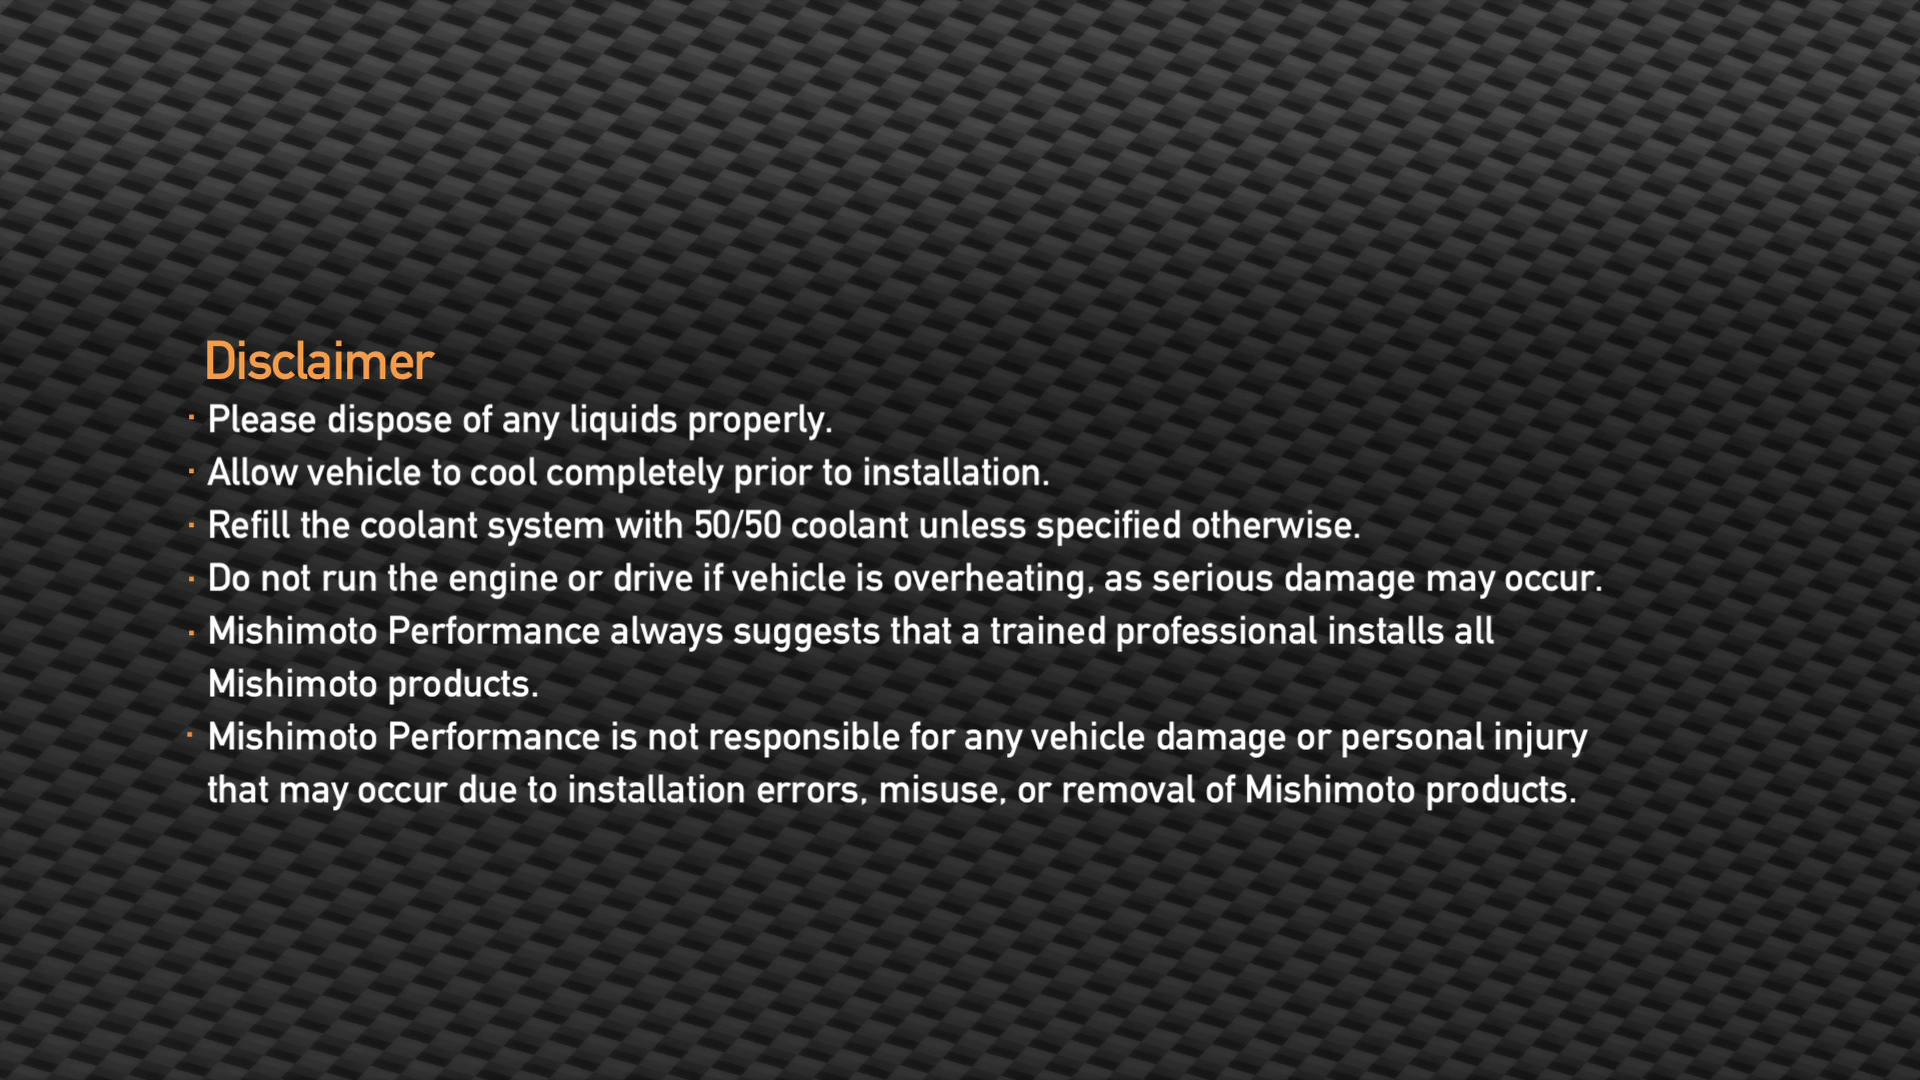 Disclaimer
· Please dispose of any liquids properly.
· Allow vehicle to cool completely prior to installation.
· Refill the coolant system with 50/50 coolant unless specified otherwise.
· Do not run the engine or drive if vehicle is overheating, as serious damage may occur.
· Mishimoto Performance always suggests that a trained professional installs all
Mishimoto products.
· Mishimoto Performance is not responsible for any vehicle damage or personal injury
that may occur due to installation errors, misuse, or removal of Mishimoto products.